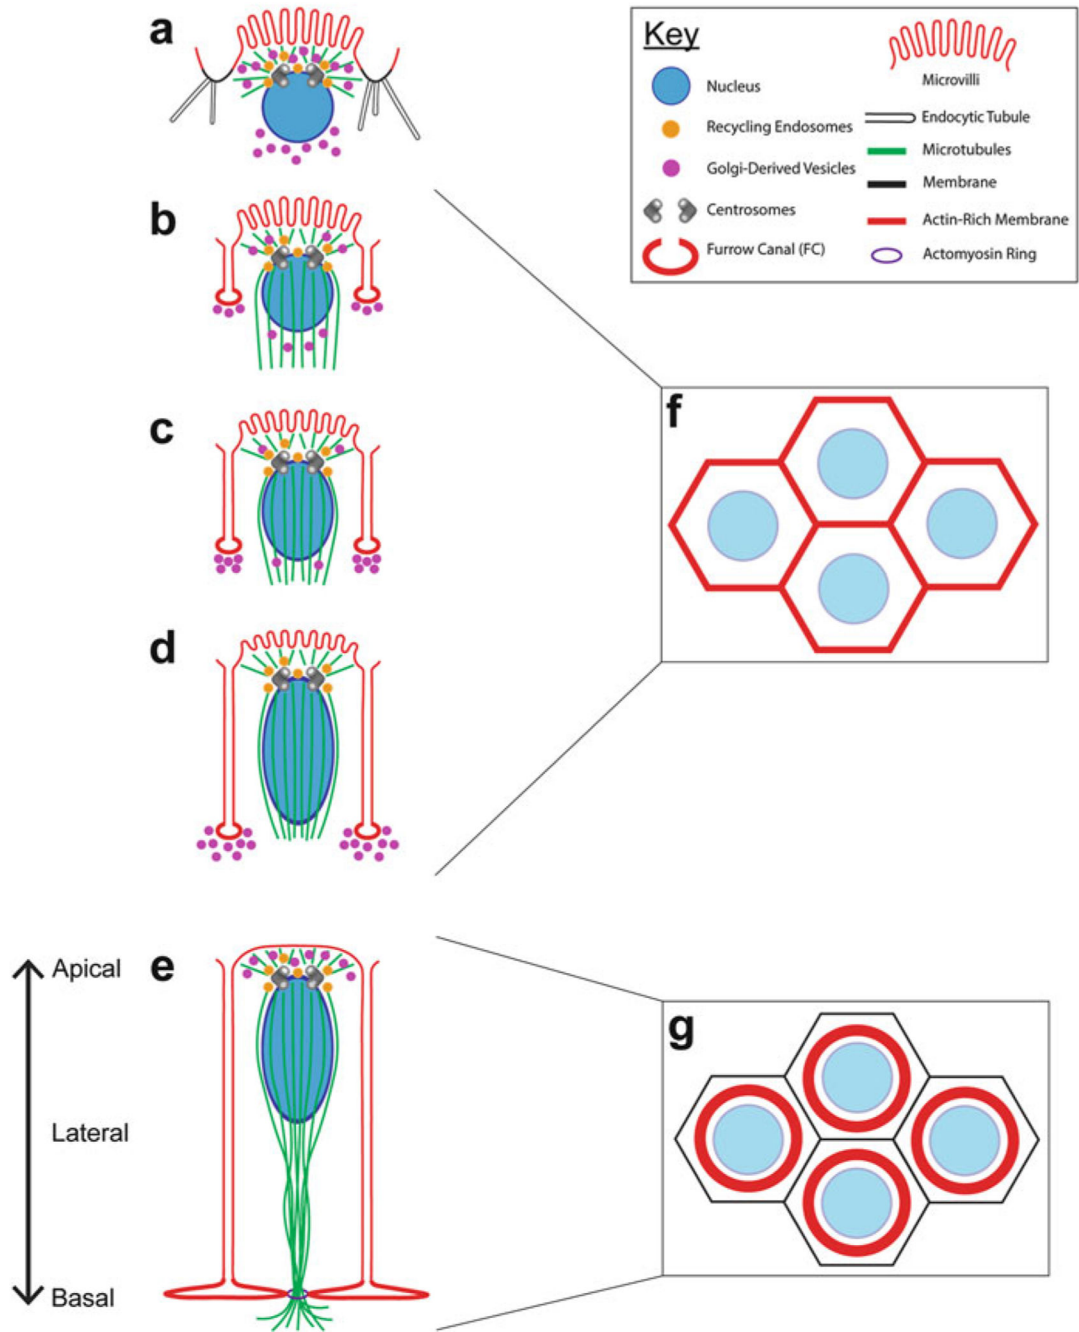 a
Key
Nucleus
Recycling Endosomes
Golgi-Derived Vesicles
Centrosomes
Furrow Canal (FC)
Microvilli
Endocytic Tubule
Microtubules
Membrane
Actin-Rich Membrane
Actomyosin Ring
b
c
d
f
e
Apical
Lateral
Basal
g